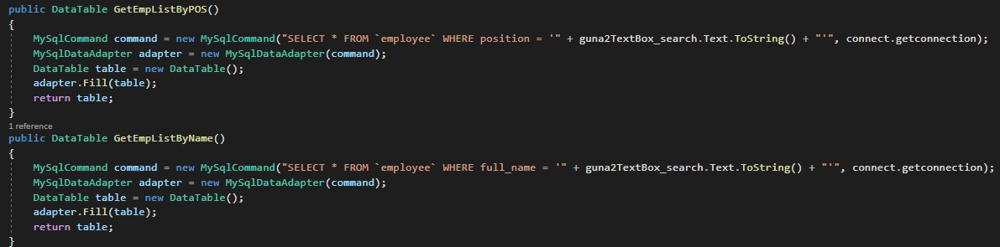 public DataTable GetEmpListByPOS()
{
MySqlCommand command = new MySqlCommand("SELECT * FROM `employee` WHERE position = '" + guna2TextBox_search.Text.ToString() + "'", connect.getconnection);
MySqlDataAdapter adapter = new MySqlDataAdapter(command);
DataTable table = new DataTable();
adapter.Fill(table);
return table;
}
1 reference
public DataTable GetEmpListByName()
{
MySqlCommand command = new MySqlCommand("SELECT * FROM `employee` WHERE full_name = '" + guna2TextBox_search.Text.ToString() + "'", connect.getconnection);
MySqlDataAdapter adapter = new MySqlDataAdapter(command);
DataTable table = new DataTable();
adapter.Fill(table);
return table;
}